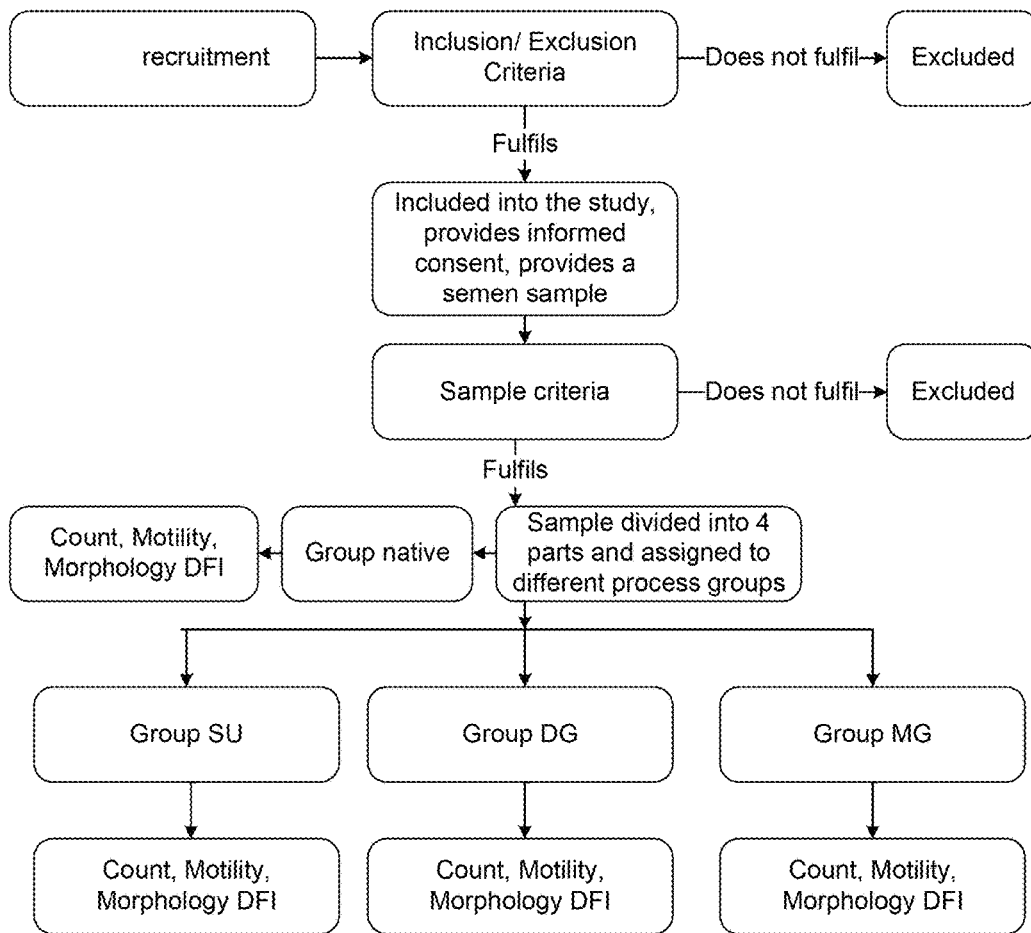 recruitment
Inclusion/ Exclusion
Criteria
Does not fulfil
Excluded
Fulfils
Included into the study,
provides informed
consent, provides a
semen sample
Sample criteria
Does not fulfil
Excluded
Fulfils
Count, Motility,
Morphology DFI
Group native
Sample divided into 4
parts and assigned to
different process groups
Group SU
Group DG
Group MG
Count, Motility,
Morphology DFI
Count, Motility,
Morphology DFI
Count, Motility,
Morphology DFI